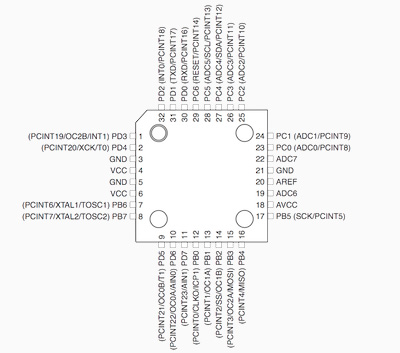 32 PD2 (INT0/PCINT18)
31 PD1 (TXD/PCINT17)
30 PD0 (RXD/PCINT16)
29 PC6 (RESET/PCINT14)
28 PC5 (ADC5/SCL/PCINT13)
27 PC4 (ADC4/SDA/PCINT12)
26 PC3 (ADC3/PCINT11)
25 PC2 (ADC2/PCINT10)
(PCINT19/OC2B/INT1) PD3 1
(PCINT20/XCK/T0) PD4 2
GND 3
VCC 4
GND 5
VCC 6
(PCINT6/XTAL1/TOSC1) PB6 7
(PCINT7/XTAL2/TOSC2) PB7 8
24 PC1 (ADC1/PCINT9)
23 PC0 (ADC0/PCINT8)
22 ADC7
21 GND
20 AREF
19 ADC6
18 AVCC
17 PB5 (SCK/PCINT5)
(PCINT21/OC0B/T1) PD5 9
(PCINT22/OC0A/AIN0) PD6 10
(PCINT23/AIN1) PD7 11
(PCINT0/CLKO/ICP1) PB0 12
(PCINT1/OC1A) PB1 13
(PCINT2/SS/OC1B) PB2 14
(PCINT3/OC2A/MOSI) PB3 15
(PCINT4/MISO) PB4 16